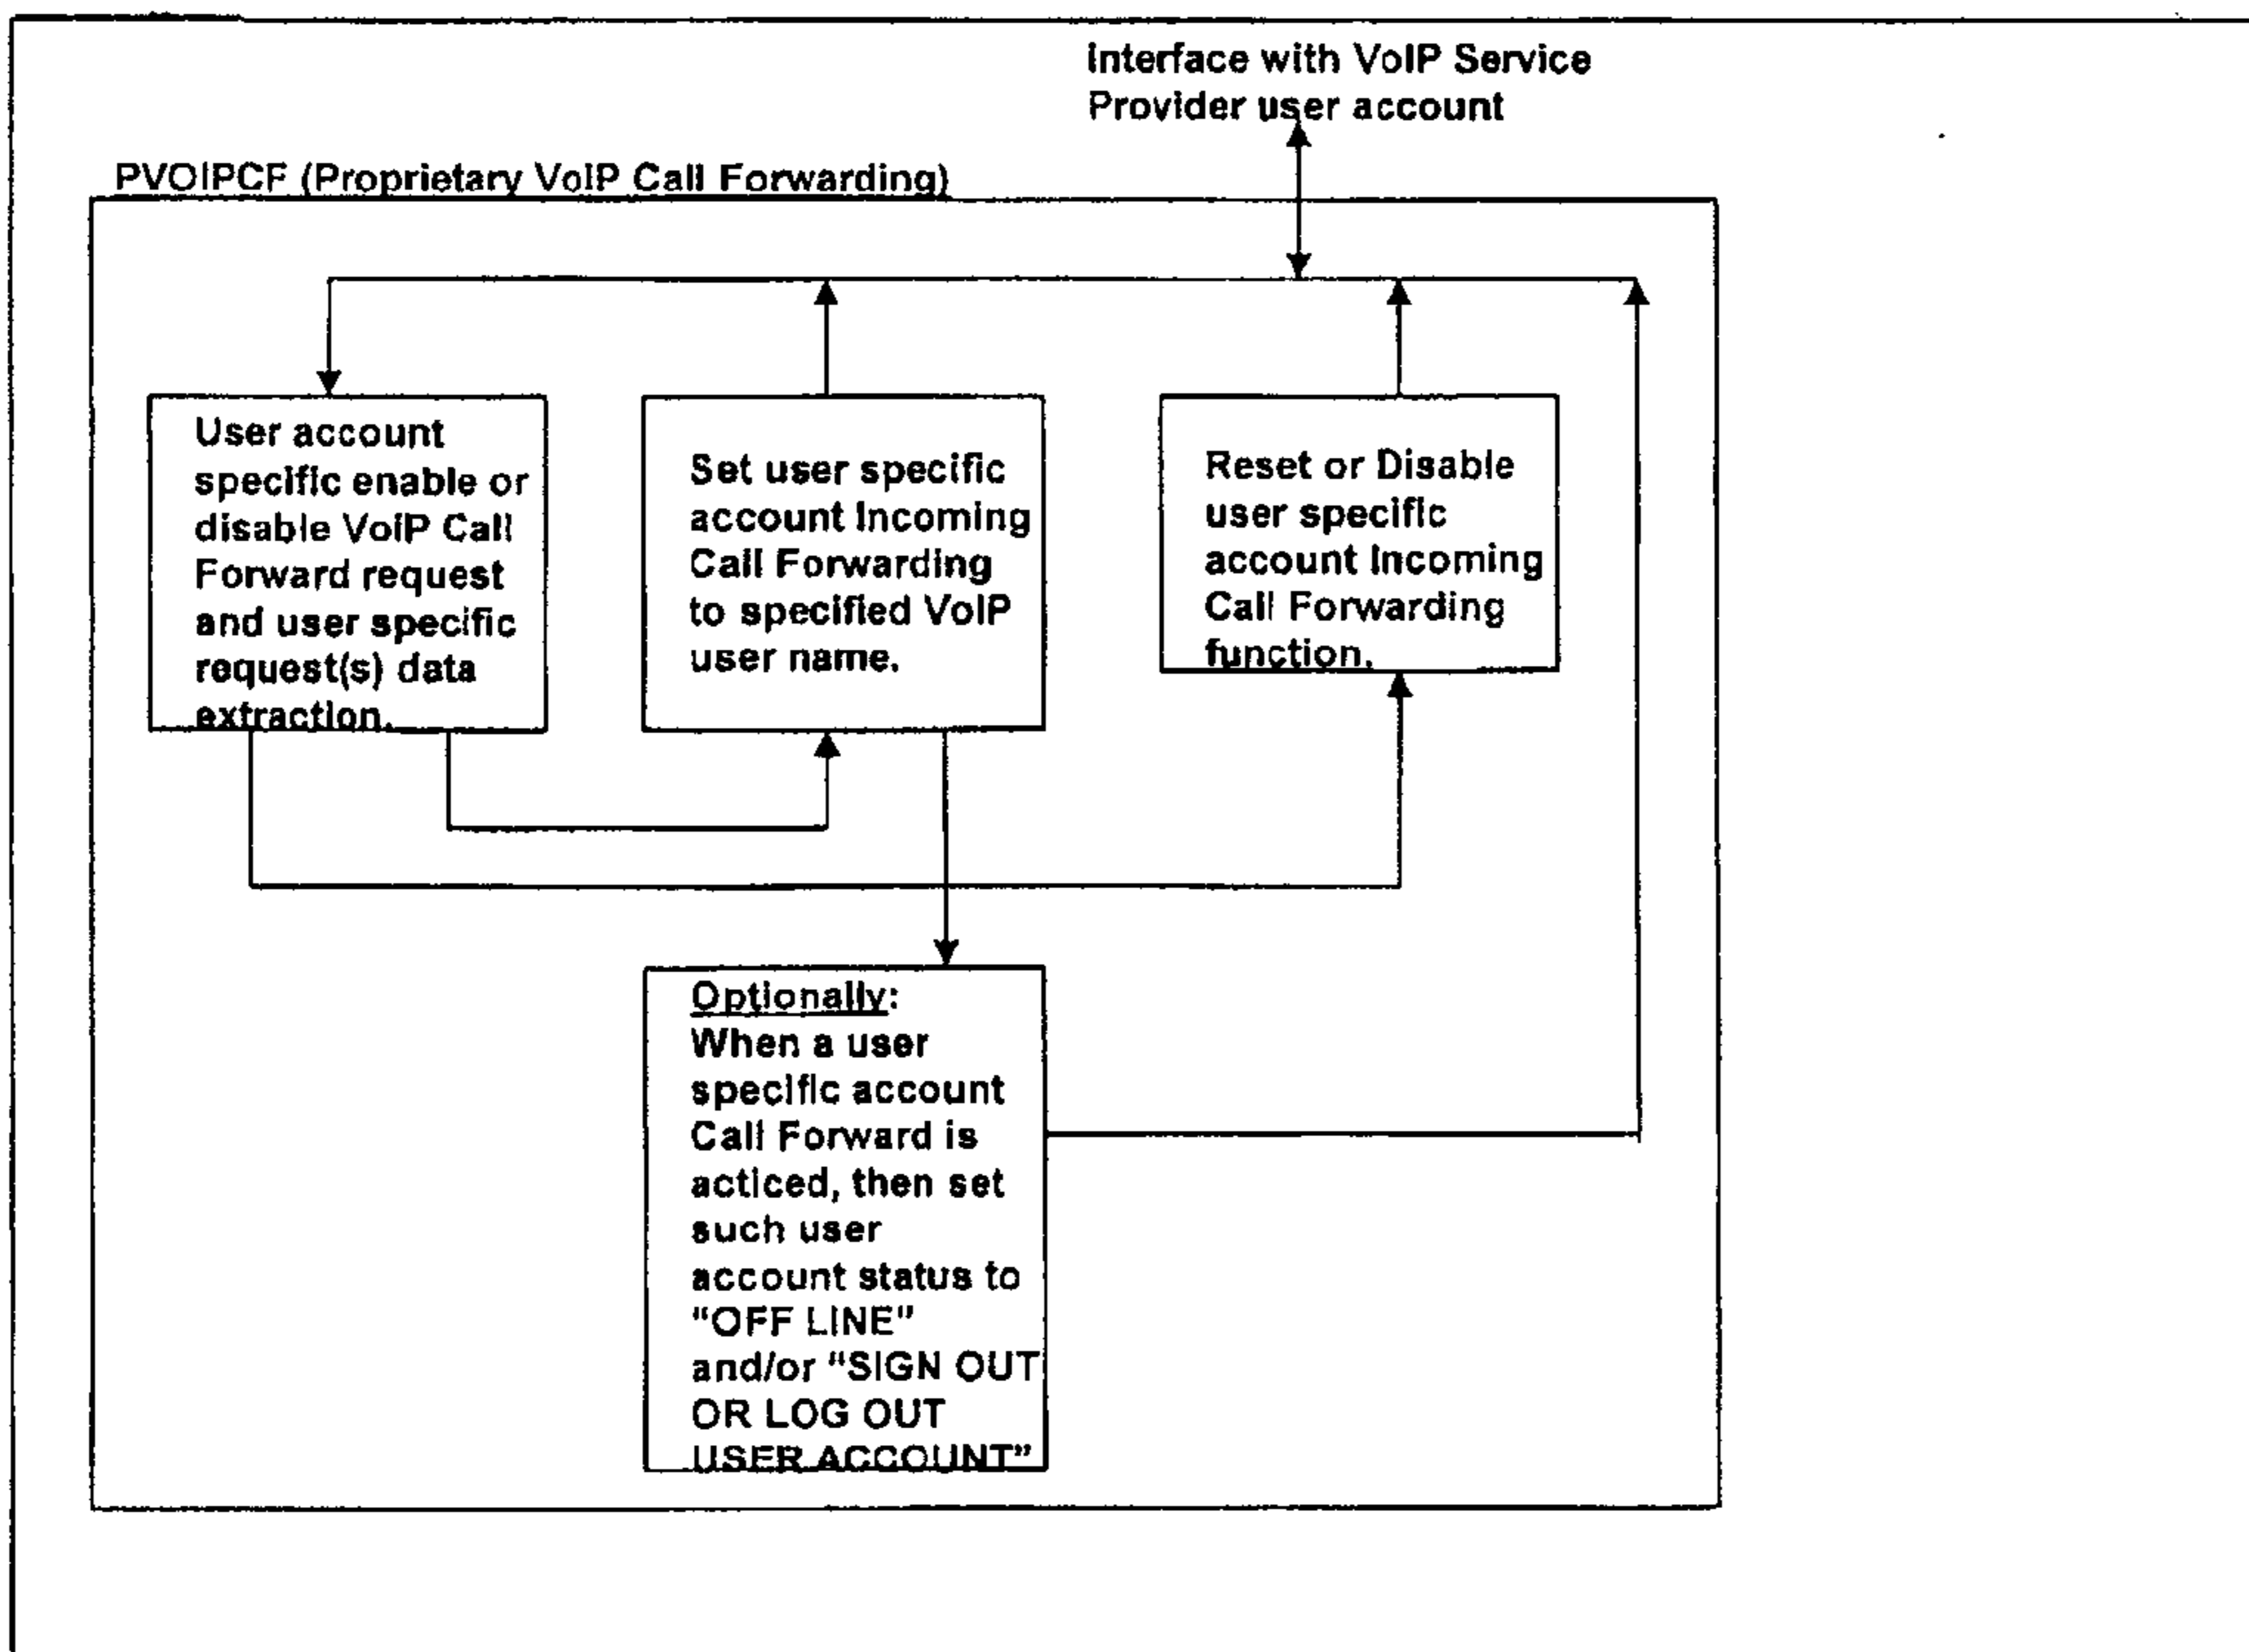 Interface with VoIP Service
Provider user account
PVOIPCF (Proprietary VoIP Call Forwarding)
User account
specific enable or
disable VoIP Call
Forward request
and user specific
request(s) data
extraction.
Set user specific
account Incoming
Call Forwarding
to specified VoIP
user name.
Reset or Disable
user specific
account Incoming
Call Forwarding
function.
Optionally:
When a user
specific account
Call Forward is
acticed, then set
such user
account status to
“OFF LINE”
and/or “SIGN OUT
OR LOG OUT
USER ACCOUNT”